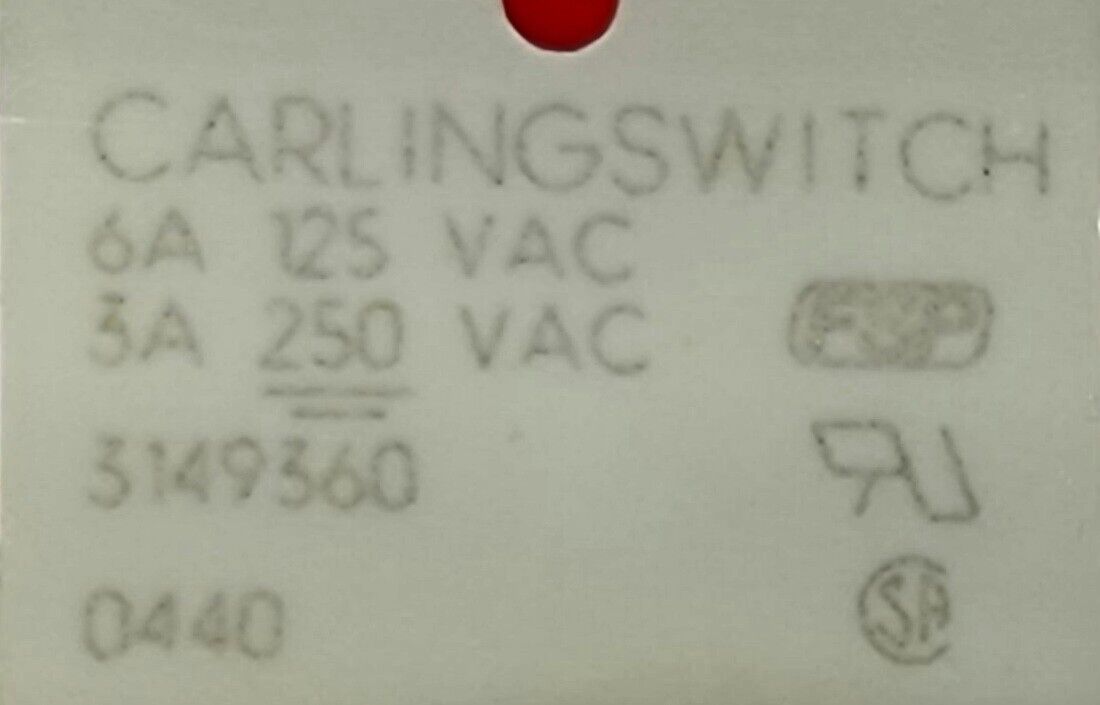 CARLINGSWITCH
6A 125 VAC
3A 250 VAC
3149360
0440